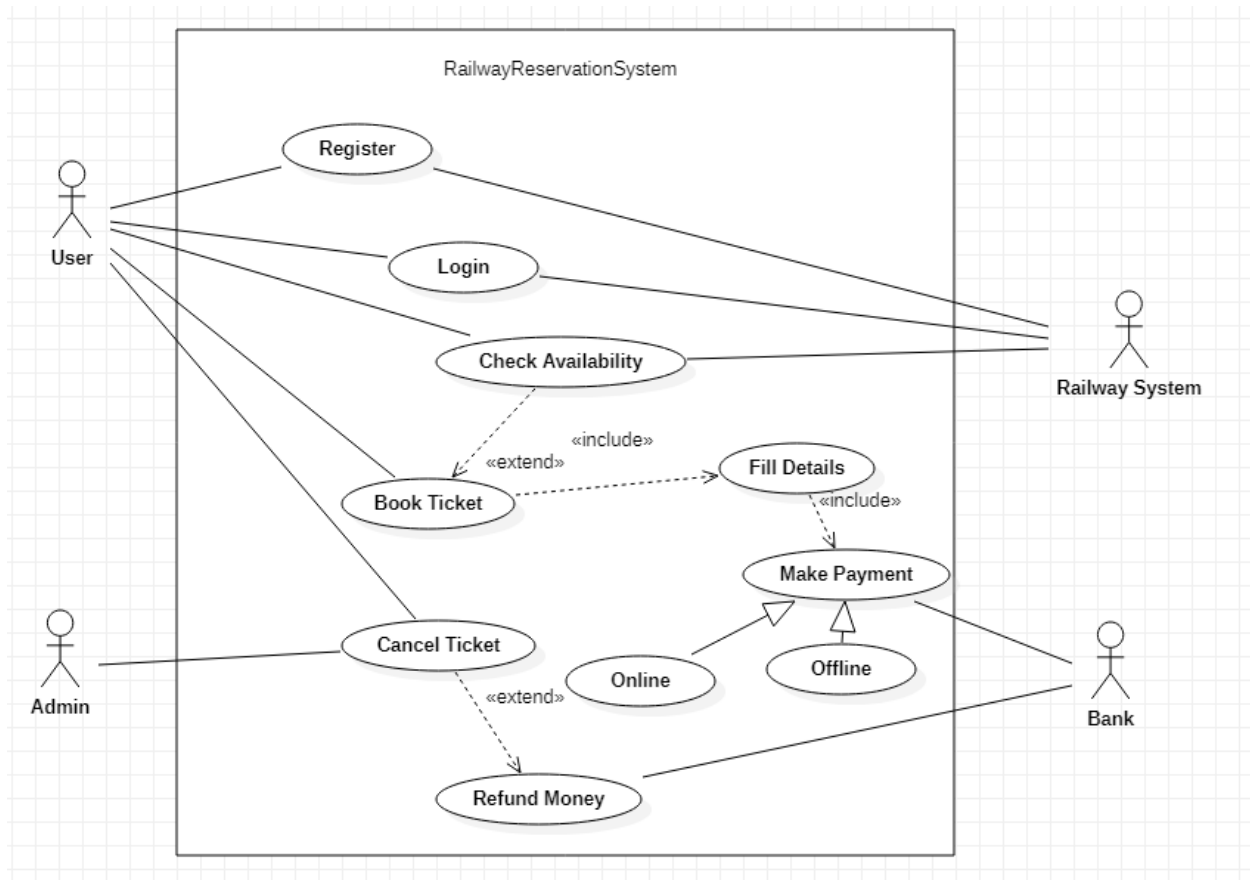 RailwayReservationSystem
Register
User
Login
Check Availability
Railway System
«include»
«extend»
Fill Details
Book Ticket
«include»
Make Payment
Cancel Ticket
Online
Offline
Admin
«extend»
Bank
Refund Money